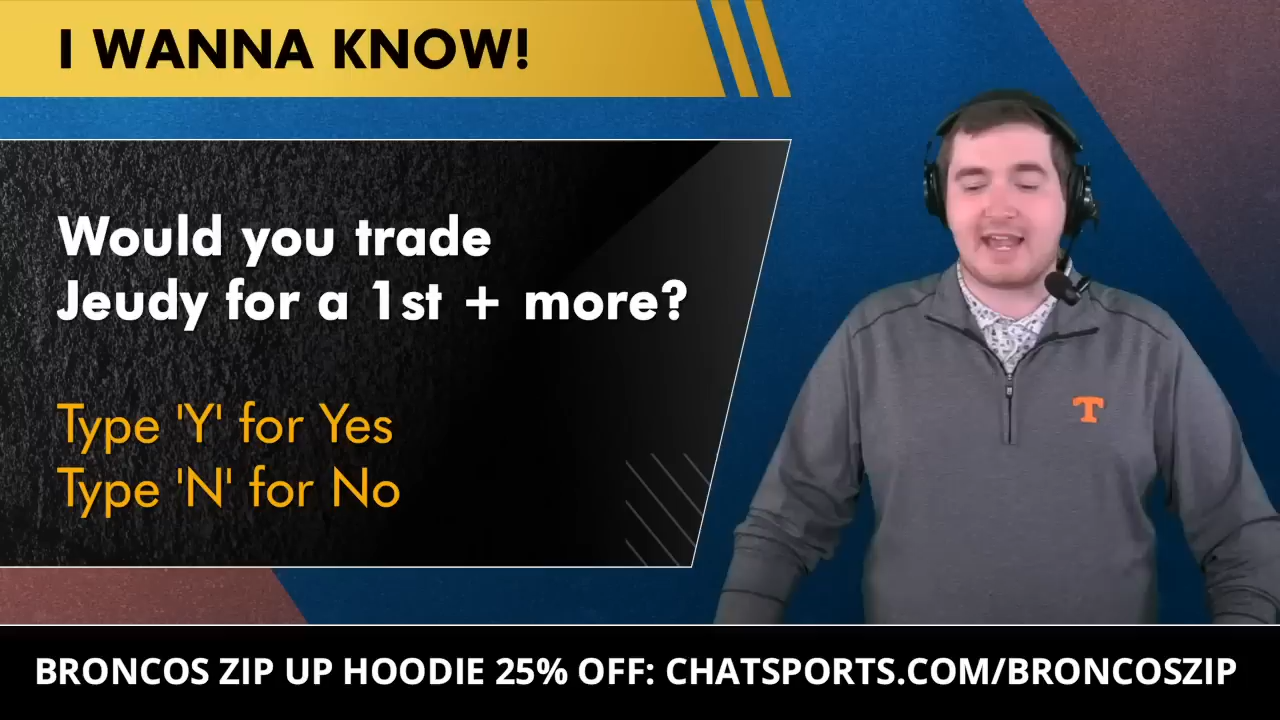 I WANNA KNOW!
Would you trade
Jeudy for a 1st + more?
Type 'Y' for Yes
Type 'N' for No
T
BRONCOS ZIP UP HOODIE 25% OFF: CHATSPORTS.COM/BRONCOSZIP